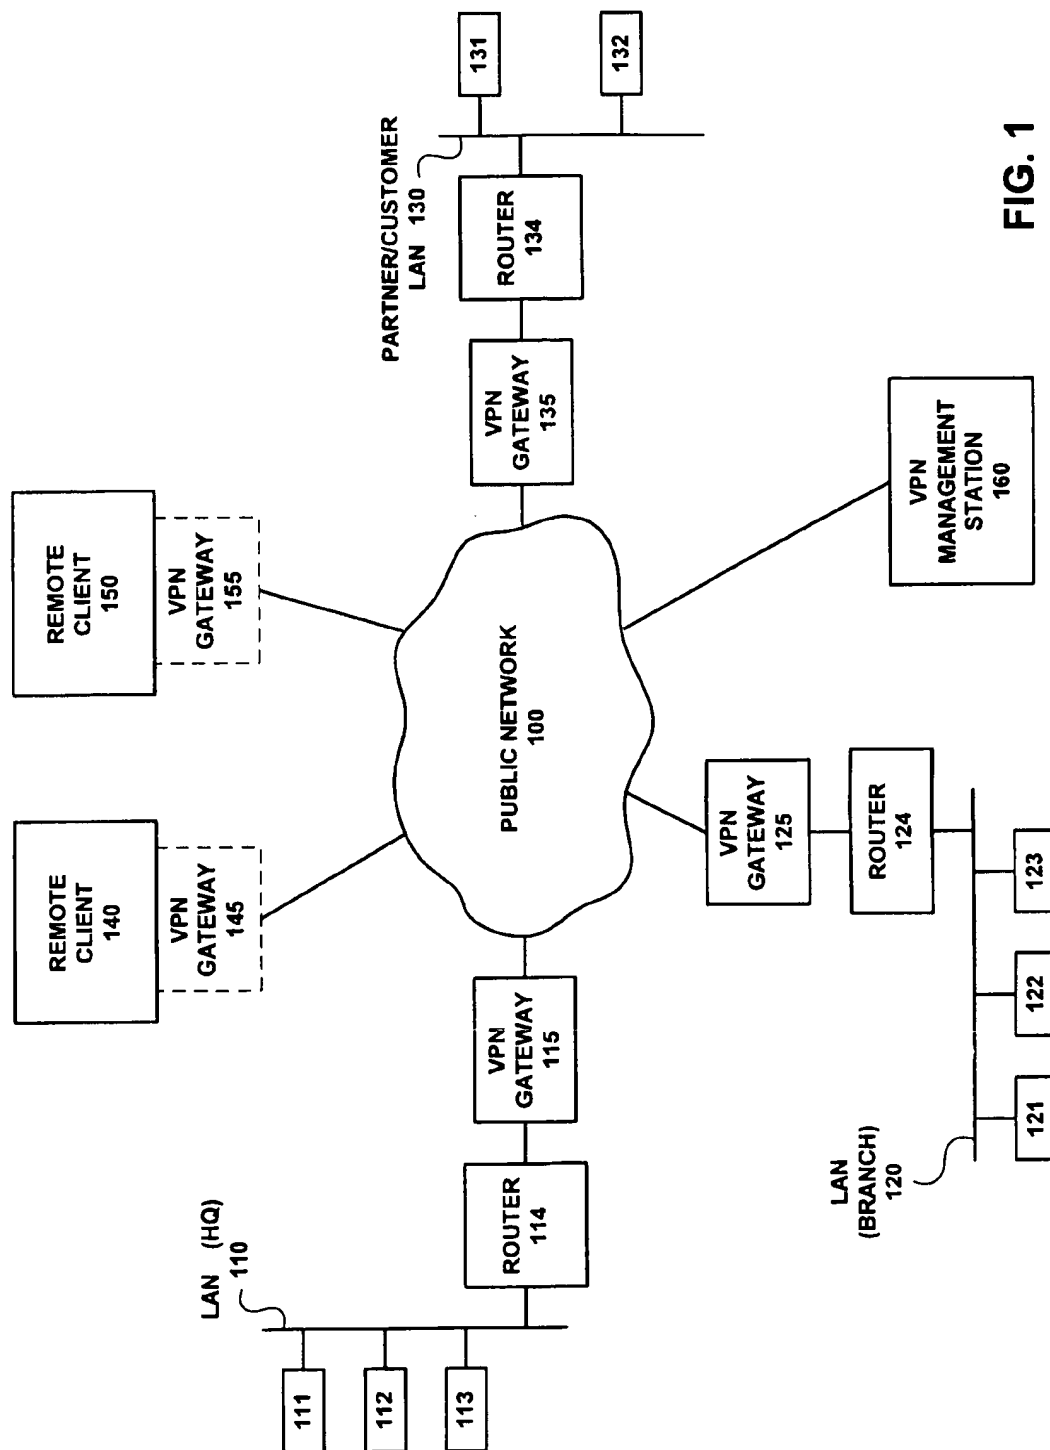 REMOTE
CLIENT
140
VPN
GATEWAY
145
REMOTE
CLIENT
150
VPN
GATEWAY
155
LAN (HQ)
110
111
112
113
ROUTER
114
VPN
GATEWAY
115
PUBLIC NETWORK
100
VPN
GATEWAY
135
ROUTER
134
PARTNER/CUSTOMER
LAN 130
131
132
LAN
(BRANCH)
120
121
122
123
VPN
GATEWAY
125
ROUTER
124
VPN
MANAGEMENT
STATION
160
FIG. 1